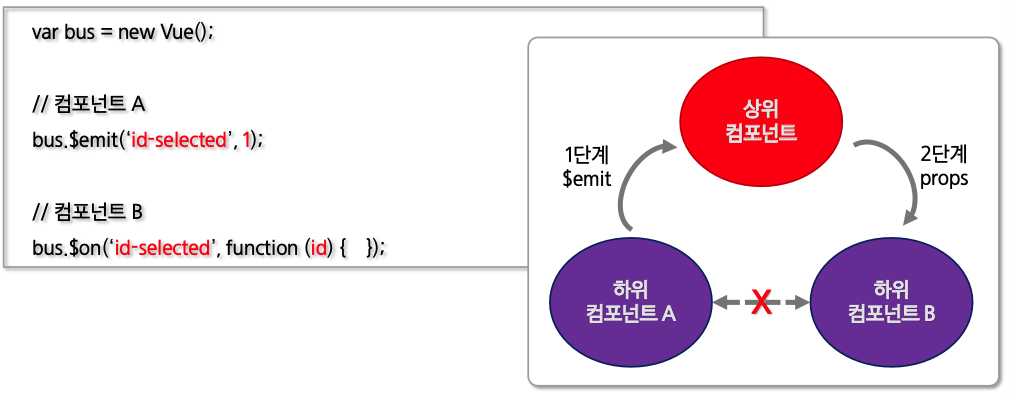 var bus = new Vue();
// 컴포넌트 A
bus.$emit(‘id-selected’, 1);
// 컴포넌트 B
bus.$on(‘id-selected’, function (id) { });
상위
컴포넌트
1단계
$emit
2단계
props
하위
컴포넌트 A
X
하위
컴포넌트 B